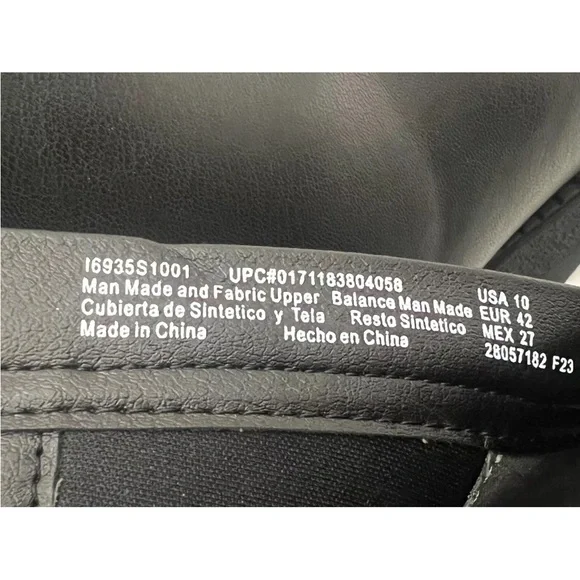 I6935S1001 UPC#0171183804058 USA 10
Man Made and Fabric Upper Balance Man Made EUR 42
Cubierta de Sintetico y Tela Resto Sintetico MEX 27
Made in China Hecho en China 28057182 F23